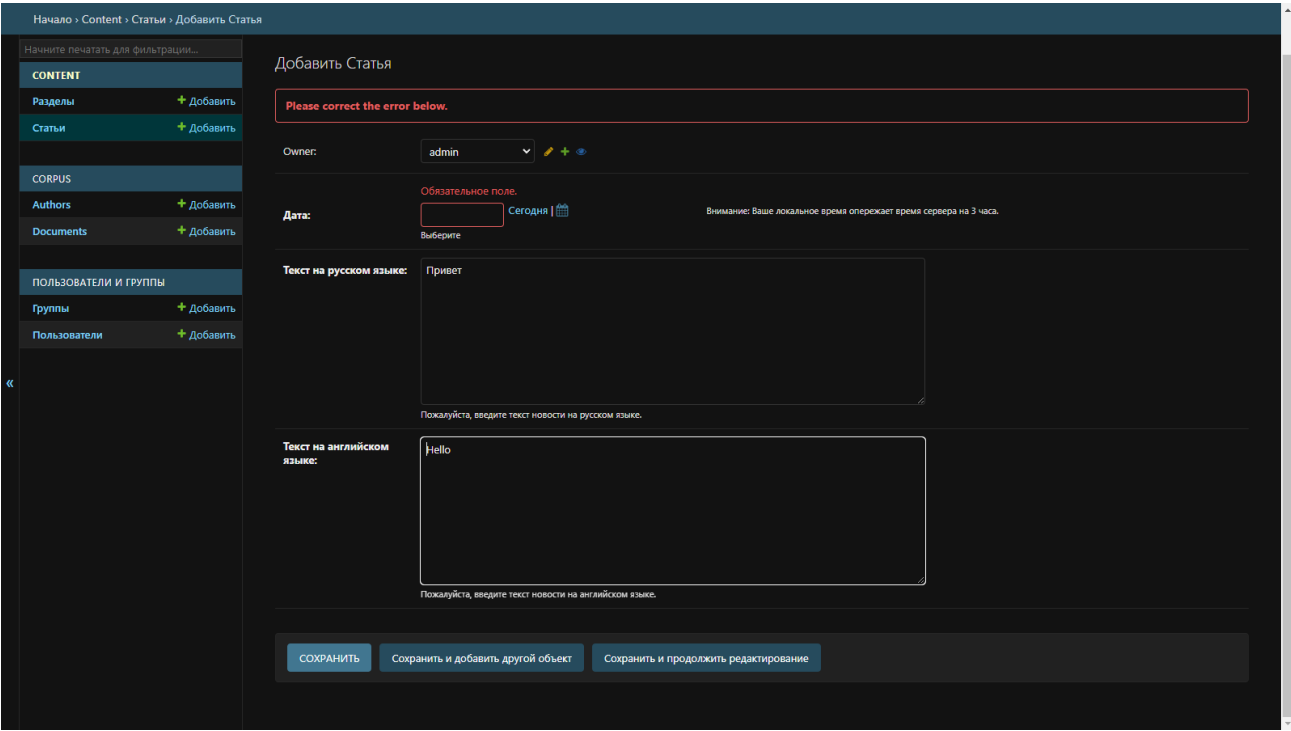 Начало › Content › Статьи › Добавить Статья
Начните печатать для фильтрации...
CONTENT
Разделы + Добавить
Статьи + Добавить
CORPUS
Authors + Добавить
Documents + Добавить
ПОЛЬЗОВАТЕЛИ И ГРУППЫ
Группы + Добавить
Пользователи + Добавить
«
Добавить Статья
Please correct the error below.
Owner: admin
Обязательное поле.
Дата: Сегодня | Внимание: Ваше локальное время опережает время сервера на 3 часа.
Выберите
Текст на русском языке: Привет
Пожалуйста, введите текст новости на русском языке.
Текст на английском языке: Hello
Пожалуйста, введите текст новости на английском языке.
СОХРАНИТЬ Сохранить и добавить другой объект Сохранить и продолжить редактирование